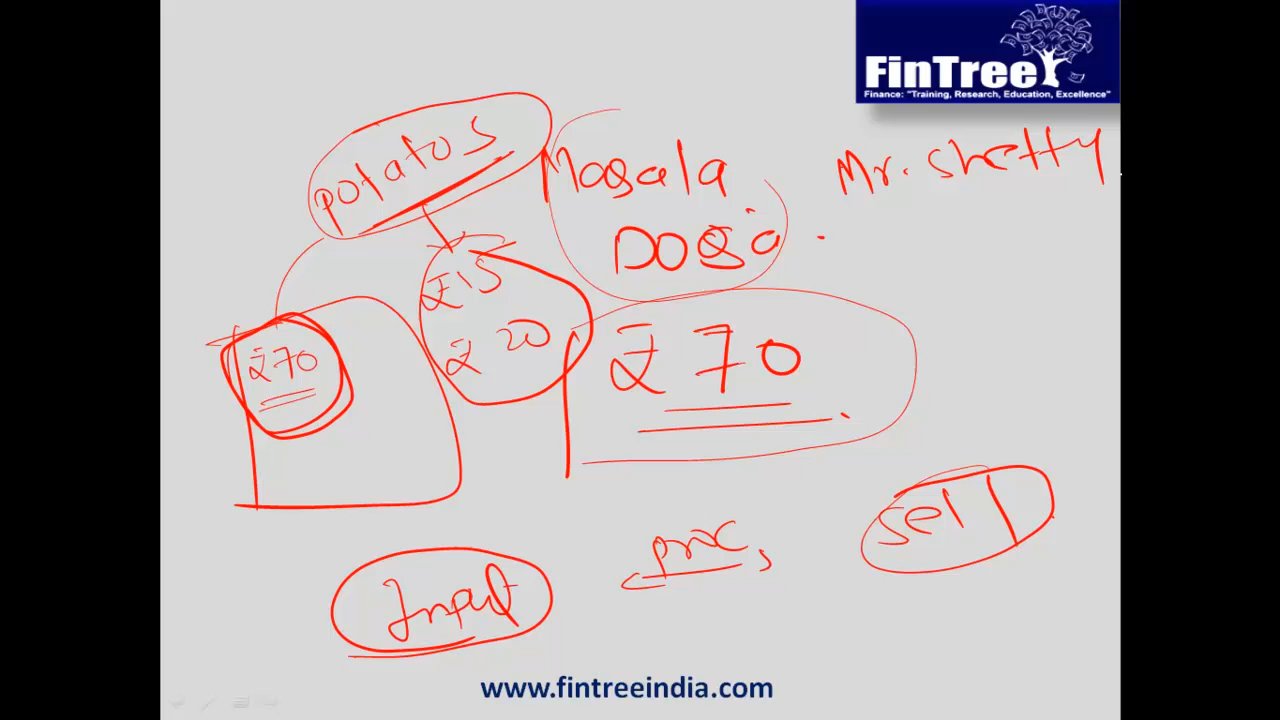 FinTree
Finance: "Training, Research, Education, Excellence"
potatos
Masala
Dosa.
Mr. Shetty
₹15
₹20
₹70
₹70
sell
Input
www.fintreeindia.com